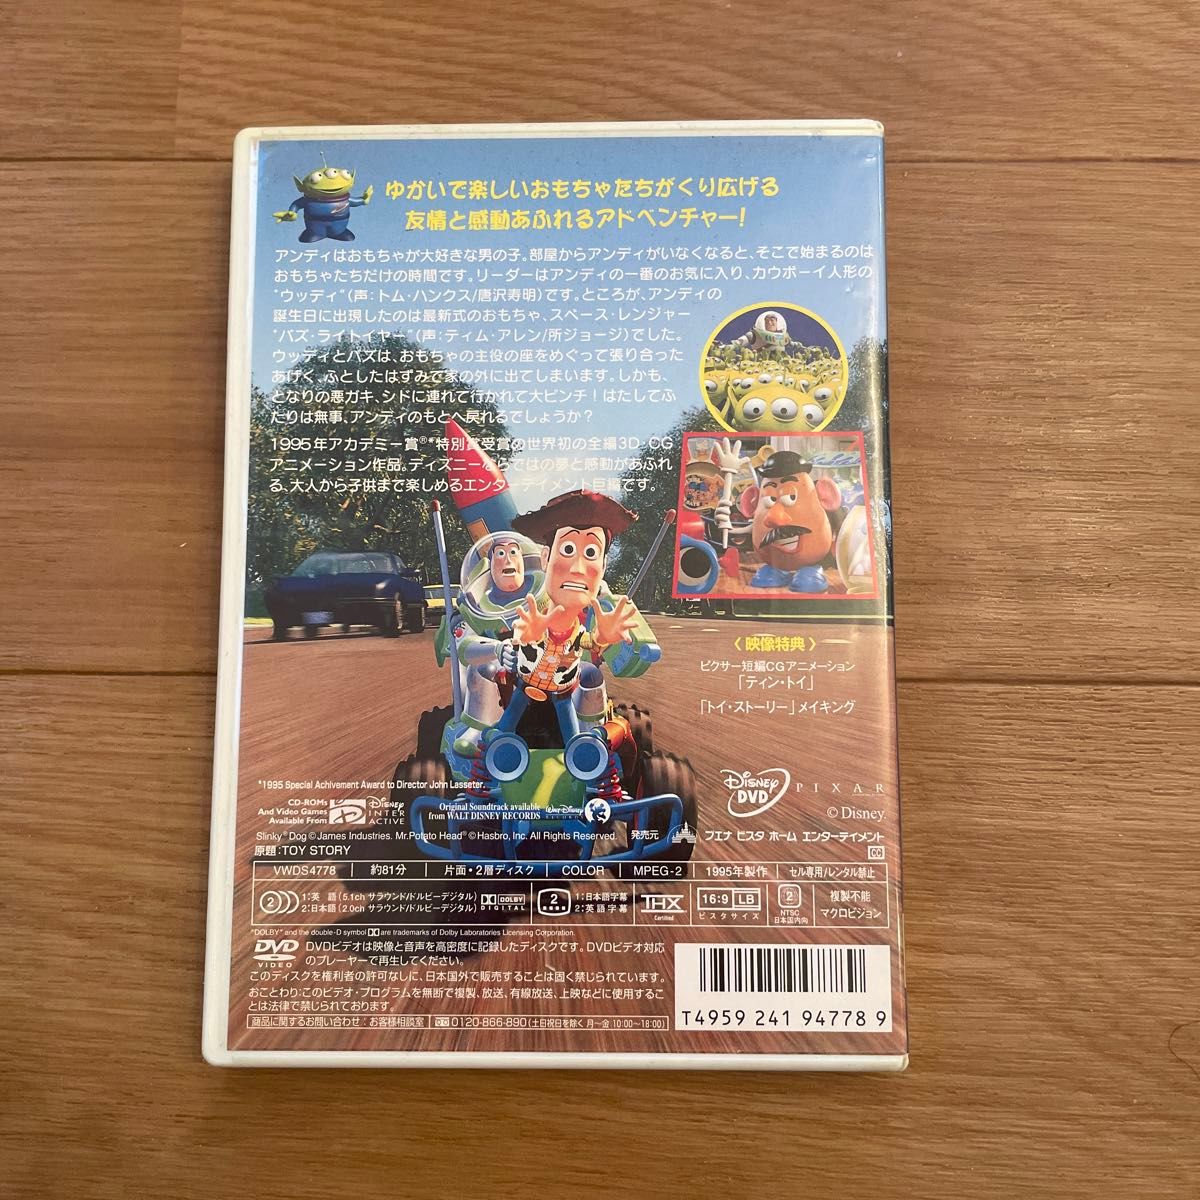 ゆかいで楽しいおもちゃたちがくり広げる
友情と感動あふれるアドベンチャー!
アンディはおもちゃが大好きな男の子。部屋からアンディがいなくなると、そこで始まるのは
おもちゃたちだけの時間です。リーダーはアンディの一番のお気に入り、カウボーイ人形の
"ウッディ"(声:トム・ハンクス/唐沢寿明)です。ところが、アンディの
誕生日に出現したのは最新式のおもちゃ、スペース・レンジャー
"バズ・ライトイヤー"(声:ティム・アレン/所ジョージ)でした。
ウッディとバズは、おもちゃの主役の座をめぐって張り合った
あげく、ふとしたはずみで家の外に出てしまいます。しかも、
となりの悪ガキ、シドに連れて行かれて大ピンチ!はたしてふ
たりは無事、アンディのもとへ戻れるでしょうか?
1995年アカデミー賞®*特別賞受賞の世界初の全編3D・CG
アニメーション作品。ディズニーならではの夢と感動があふれ
る、大人から子供まで楽しめるエンターテイメント巨編です。
〈映像特典〉
ピクサー短編CGアニメーション
「ティン・トイ」
「トイ・ストーリー」メイキング
*1995 Special Achivement Award to Director John Lasseter.
Disney DVD
PIXAR
© Disney.
CD-ROMs
And Video Games
Available From
Disney INTERACTIVE
Original Soundtrack available
from WALT DISNEY RECORDS
Walt Disney RECORDS
Slinky® Dog © James Industries. Mr.Potato Head® © Hasbro, Inc. All Rights Reserved.
発売元 ブエナ ビスタ ホーム エンターテイメント
原題:TOY STORY
CC
VWDS4778 約81分 片面・2層ディスク COLOR MPEG-2 1995年製作 セル専用/レンタル禁止
2 1:英 語(5.1ch サラウンド/ドルビーデジタル)
2:日本語(2.0ch サラウンド/ドルビーデジタル)
DOLBY DIGITAL
2 1:日本語字幕
2:英語字幕
THX Certified
16:9 LB
ビスタサイズ
2
NTSC
日本国内向
複製不能
マクロビジョン
"DOLBY" and the double-D symbol are trademarks of Dolby Laboratories Licensing Corporation.
DVD VIDEO
DVDビデオは映像と音声を高密度に記録したディスクです。DVDビデオ対応
のプレーヤーで再生してください。
このディスクを権利者の許可なしに、日本国外で販売することは固く禁じられています。
おことわり:このビデオ・プログラムを無断で複製、放送、有線放送、上映などに使用するこ
とは法律で禁じられております。
商品に関するお問い合わせ:お客様相談室 0120-866-890(土日祝日を除く 月〜金 10:00〜18:00)
T4959 241 94778 9